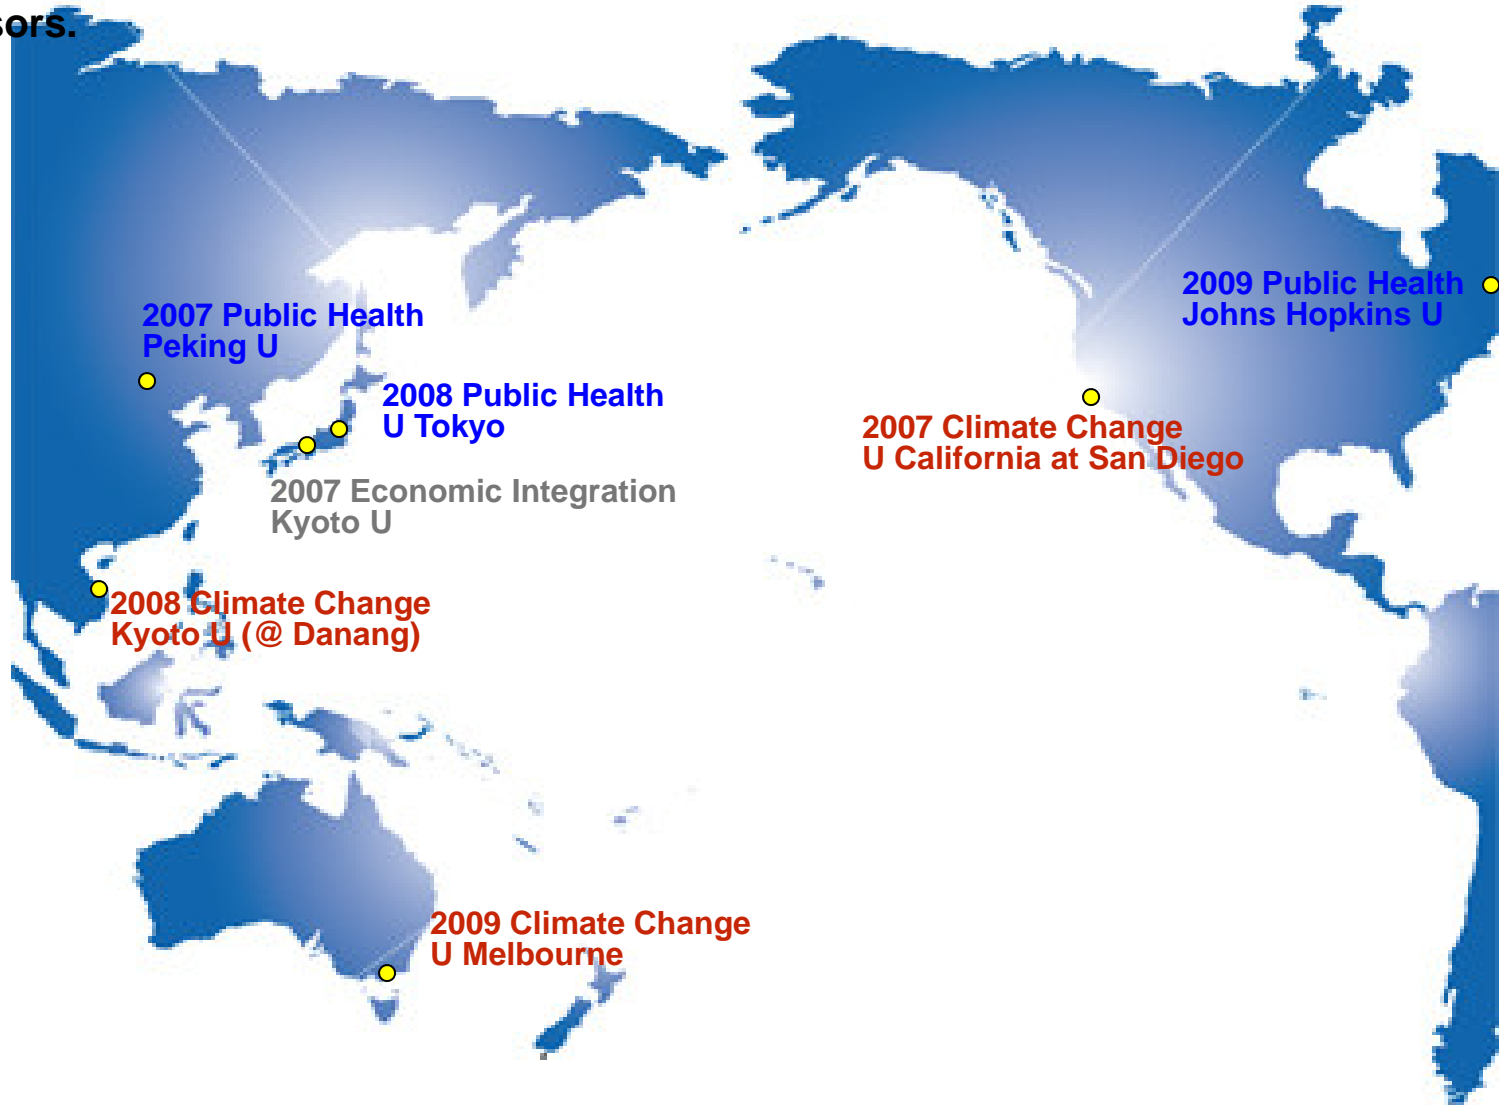 sors.
2007 Public Health
Peking U
2009 Public Health
Johns Hopkins U
2008 Public Health
U Tokyo
2007 Climate Change
U California at San Diego
2007 Economic Integration
Kyoto U
2008 Climate Change
Kyoto U (@ Danang)
2009 Climate Change
U Melbourne